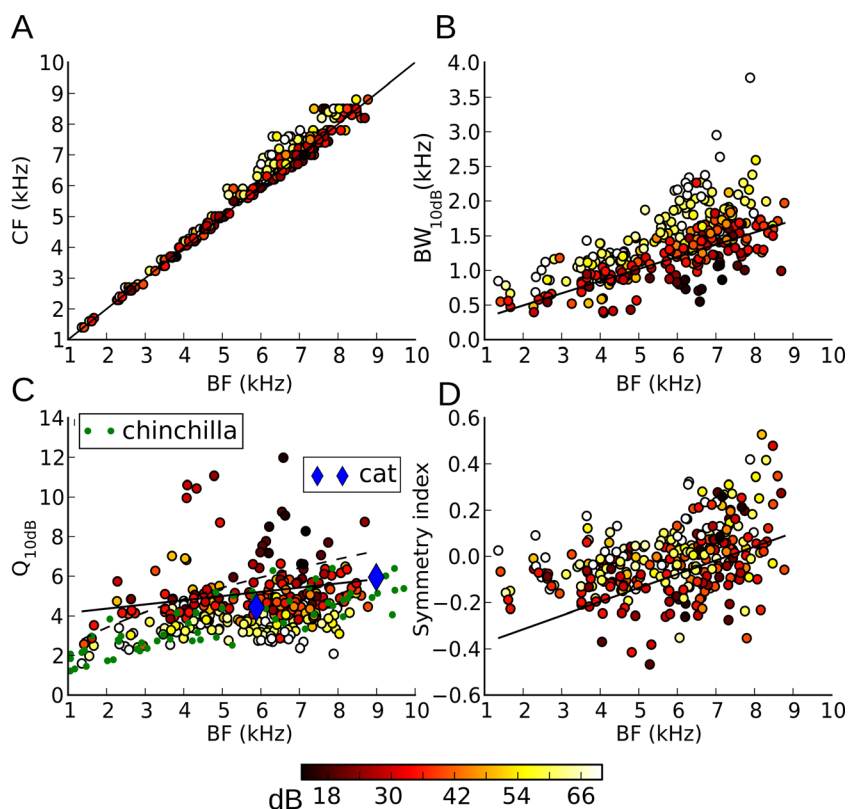 A
CF (kHz)
10
9
8
7
6
5
4
3
2
1
1 2 3 4 5 6 7 8 9 10
BF (kHz)
B
BW10dB(kHz)
4.0
3.5
3.0
2.5
2.0
1.5
1.0
0.5
0.0
1 2 3 4 5 6 7 8 9 10
BF (kHz)
C
Q10dB
14
12
10
8
6
4
2
0
chinchilla
cat
1 2 3 4 5 6 7 8 9 10
BF (kHz)
D
Symmetry index
0.6
0.4
0.2
0.0
−0.2
−0.4
−0.6
1 2 3 4 5 6 7 8 9 10
BF (kHz)
dB 18 30 42 54 66